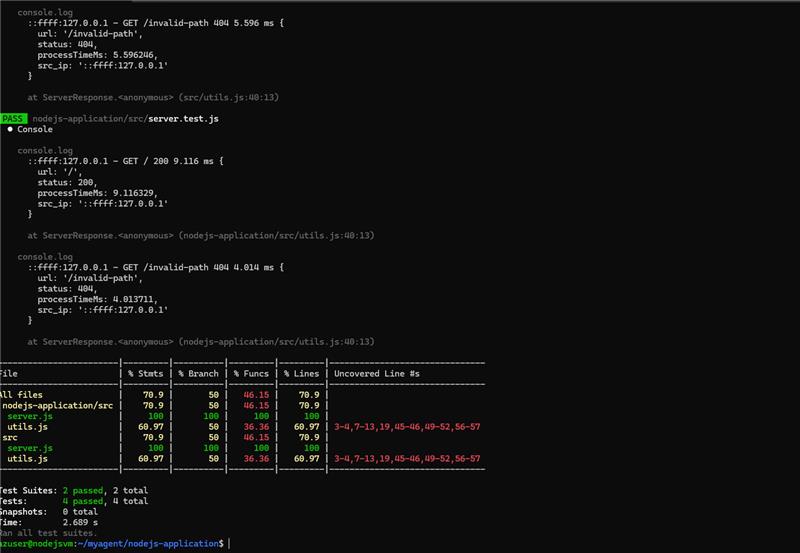 console.log
::ffff:127.0.0.1 - GET /invalid-path 404 5.596 ms {
url: '/invalid-path',
status: 404,
processTimeMs: 5.596246,
src_ip: '::ffff:127.0.0.1'
}
at ServerResponse.<anonymous> (src/utils.js:40:13)
PASS nodejs-application/src/server.test.js
● Console
console.log
::ffff:127.0.0.1 - GET / 200 9.116 ms {
url: '/',
status: 200,
processTimeMs: 9.116329,
src_ip: '::ffff:127.0.0.1'
}
at ServerResponse.<anonymous> (nodejs-application/src/utils.js:40:13)
console.log
::ffff:127.0.0.1 - GET /invalid-path 404 4.014 ms {
url: '/invalid-path',
status: 404,
processTimeMs: 4.013711,
src_ip: '::ffff:127.0.0.1'
}
at ServerResponse.<anonymous> (nodejs-application/src/utils.js:40:13)
File | % Stmts | % Branch | % Funcs | % Lines | Uncovered Line #s
All files | 70.9 | 50 | 46.15 | 70.9 |
nodejs-application/src | 70.9 | 50 | 46.15 | 70.9 |
server.js | 100 | 100 | 100 | 100 |
utils.js | 60.97 | 50 | 36.36 | 60.97 | 3-4,7-13,19,45-46,49-52,56-57
src | 70.9 | 50 | 46.15 | 70.9 |
server.js | 100 | 100 | 100 | 100 |
utils.js | 60.97 | 50 | 36.36 | 60.97 | 3-4,7-13,19,45-46,49-52,56-57
Test Suites: 2 passed, 2 total
Tests: 4 passed, 4 total
Snapshots: 0 total
Time: 2.689 s
Ran all test suites.
azuser@nodejsvm:~/myagent/nodejs-application$